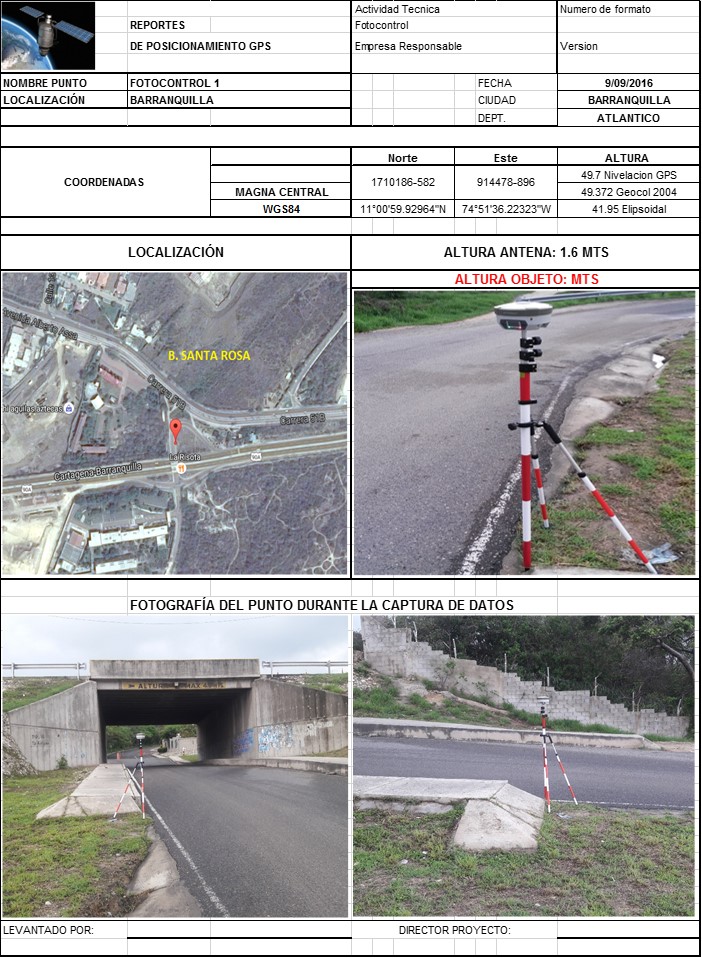 Actividad Tecnica
Numero de formato
REPORTES
Fotocontrol
DE POSICIONAMIENTO GPS
Empresa Responsable
Version
NOMBRE PUNTO
FOTOCONTROL 1
FECHA
9/09/2016
LOCALIZACIÓN
BARRANQUILLA
CIUDAD
BARRANQUILLA
DEPT.
ATLANTICO
COORDENADAS
Norte
Este
ALTURA
1710186-582
914478-896
49.7 Nivelacion GPS
MAGNA CENTRAL
49.372 Geocol 2004
WGS84
11°00'59.92964"N
74°51'36.22323"W
41.95 Elipsoidal
LOCALIZACIÓN
ALTURA ANTENA: 1.6 MTS
ALTURA OBJETO: MTS
Avenida Alberto Assa
B. SANTA ROSA
Carrera 51B
Carrera 51B
La Risota
Cartagena-Barranquilla
90A
90A
FOTOGRAFÍA DEL PUNTO DURANTE LA CAPTURA DE DATOS
LEVANTADO POR:
DIRECTOR PROYECTO: